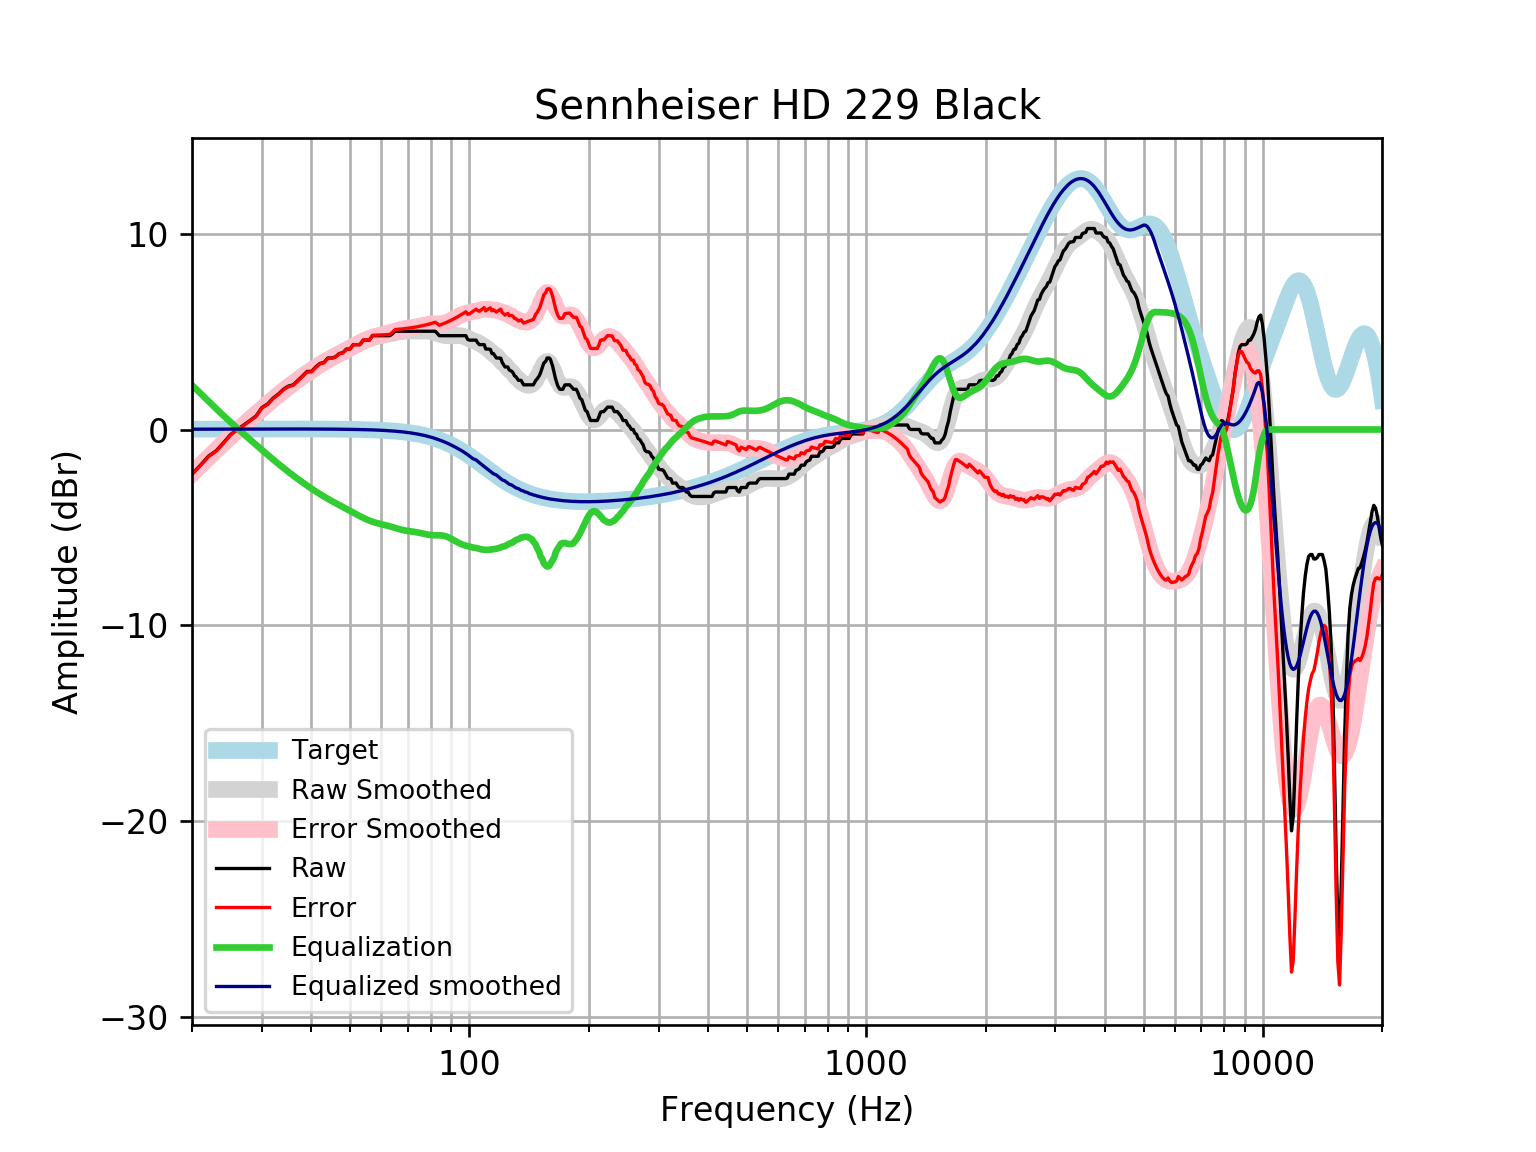 Sennheiser HD 229 Black
Amplitude (dBr)
10
0
−10
−20
−30
Target
Raw Smoothed
Error Smoothed
Raw
Error
Equalization
Equalized smoothed
100
1000
10000
Frequency (Hz)